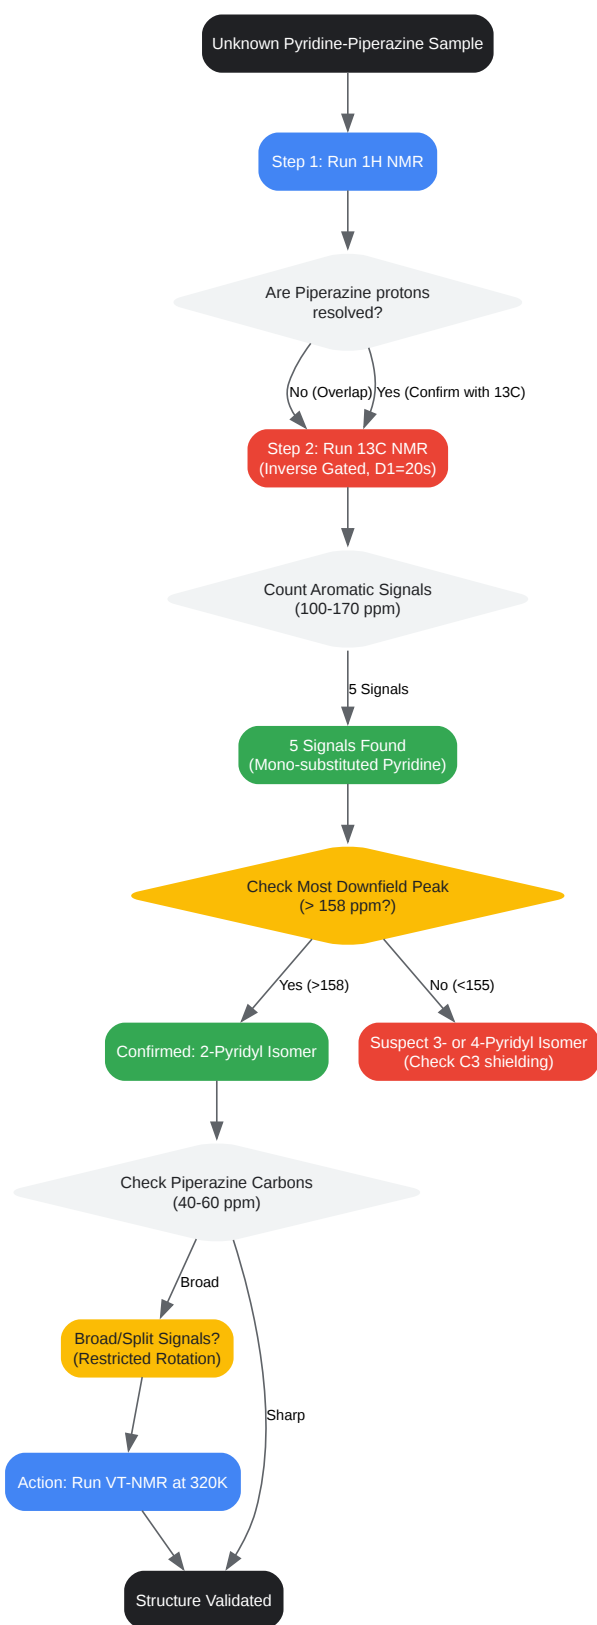 Unknown Pyridine-Piperazine Sample
Step 1: Run 1H NMR
Are Piperazine protons
resolved?
No (Overlap)
Yes (Confirm with 13C)
Step 2: Run 13C NMR
(Inverse Gated, D1=20s)
Count Aromatic Signals
(100-170 ppm)
5 Signals
5 Signals Found
(Mono-substituted Pyridine)
Check Most Downfield Peak
(> 158 ppm?)
Yes (>158)
No (<155)
Confirmed: 2-Pyridyl Isomer
Suspect 3- or 4-Pyridyl Isomer
(Check C3 shielding)
Check Piperazine Carbons
(40-60 ppm)
Broad
Broad/Split Signals?
(Restricted Rotation)
Sharp
Action: Run VT-NMR at 320K
Structure Validated